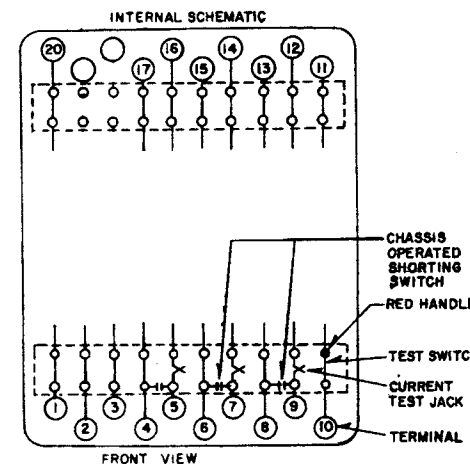 INTERNAL SCHEMATIC
20 16 14 12
17 15 13 11
CHASSIS
OPERATED
SHORTING
SWITCH
RED HANDLE
TEST SWITC
CURRENT
TEST JACK
TERMINAL
1 3 5 7 9
2 4 6 8 10
FRONT VIEW